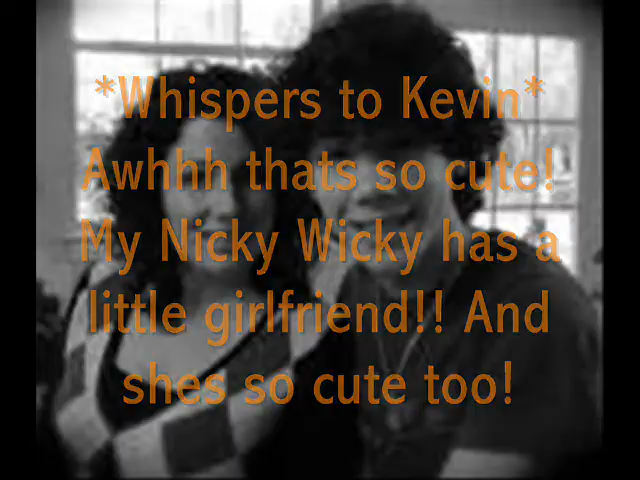 *Whispers to Kevin*
Awhhh thats so cute!
My Nicky Wicky has a
little girlfriend!! And
shes so cute too!